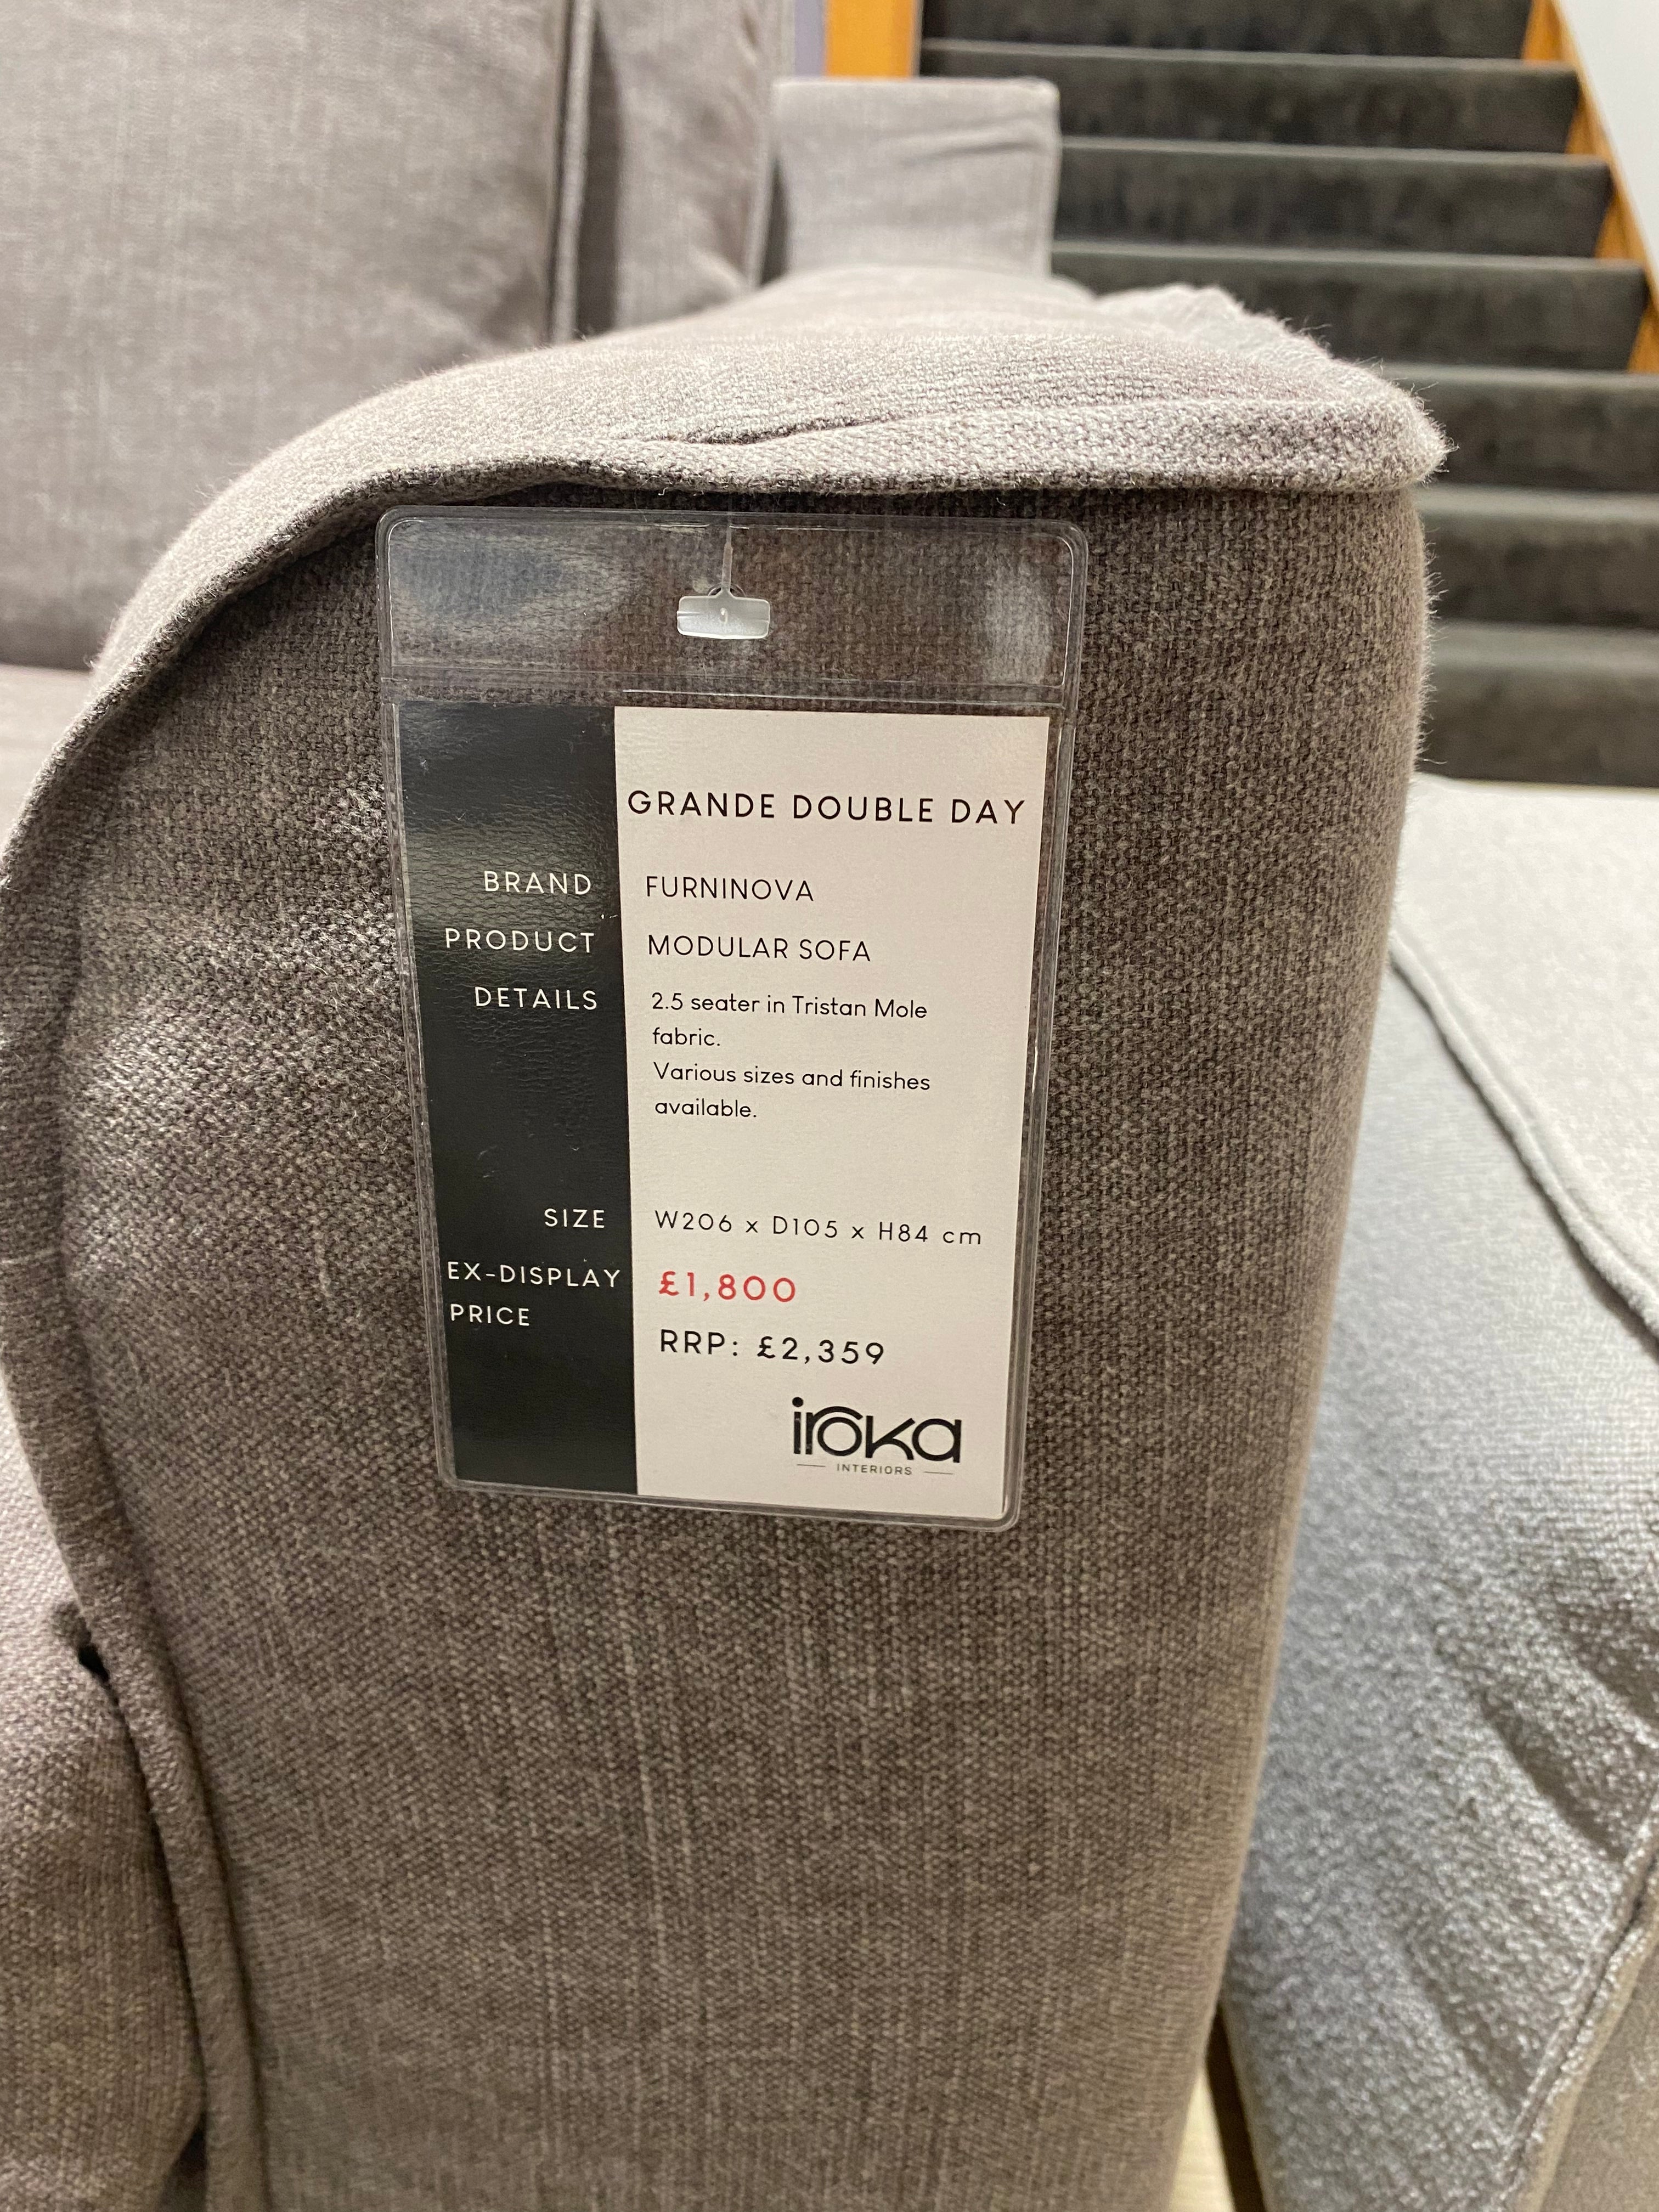 GRANDE DOUBLE DAY
BRAND FURNINOVA
PRODUCT MODULAR SOFA
DETAILS 2.5 seater in Tristan Mole
fabric.
Various sizes and finishes
available.
SIZE W206 x D105 x H84 cm
EX-DISPLAY £1,800
PRICE
RRP: £2,359
iroka
INTERIORS